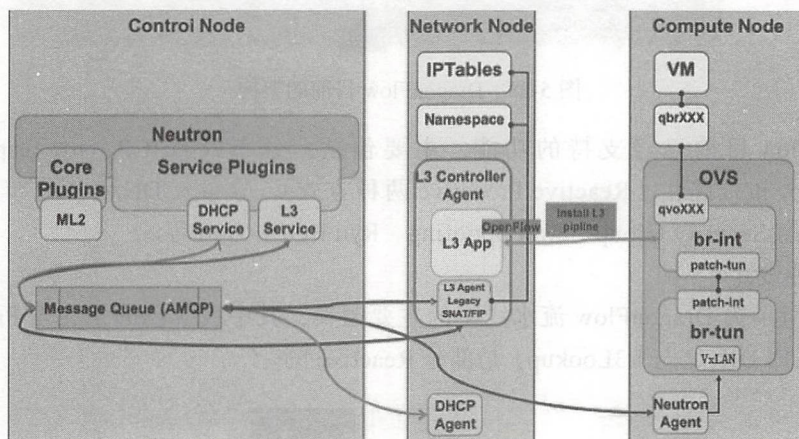 Control Node
Neutron
Core
Plugins
Service Plugins
ML2
DHCP
Service
L3
Service
Message Queue (AMQP)
Network Node
IPTables
Namespace
L3 Controller
Agent
L3 App
L3 Agent
Legacy
SNAT/FIP
DHCP
Agent
OpenFlow
Install L3
pipline
Compute Node
VM
qbrXXX
OVS
qvoXXX
br-int
patch-tun
patch-int
br-tun
VxLAN
Neutron
Agent